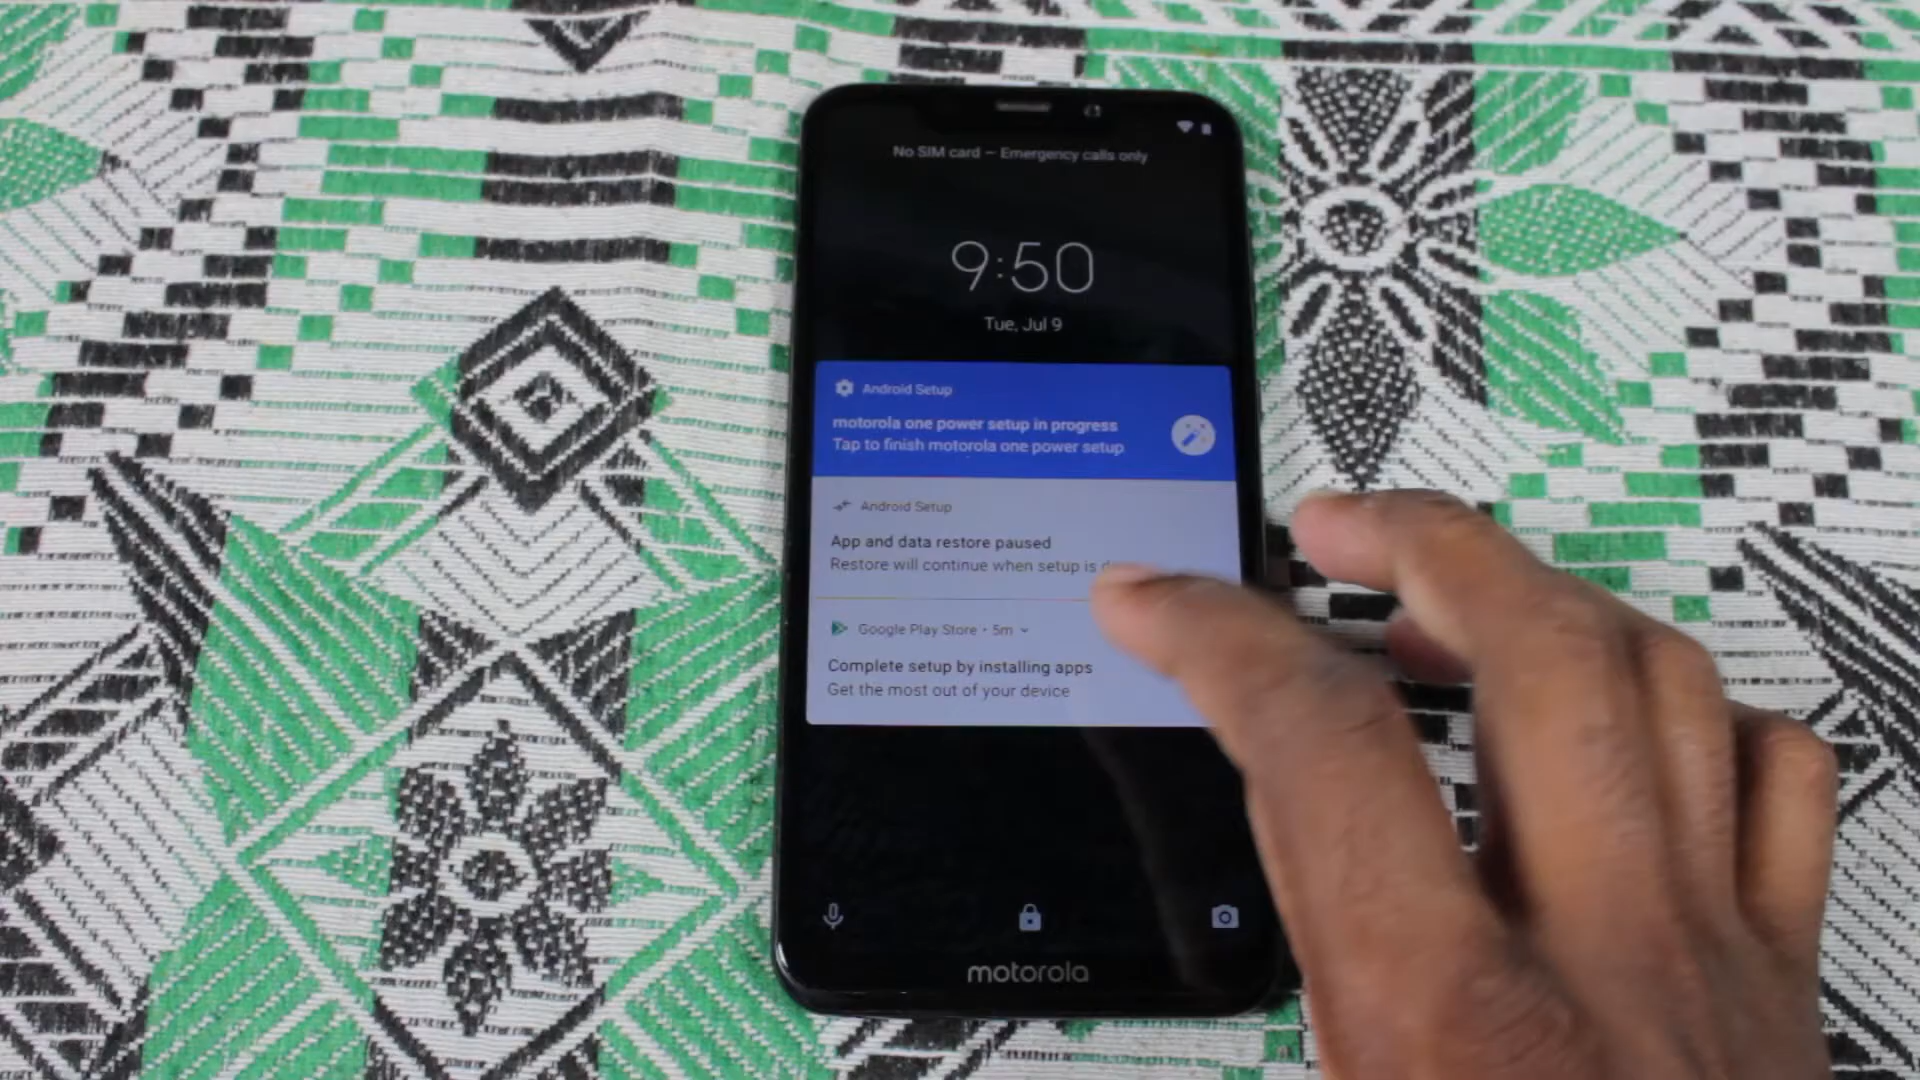 No SIM card – Emergency calls only
9:50
Tue, Jul 9
Android Setup
motorola one power setup in progress
Tap to finish motorola one power setup
Android Setup
App and data restore paused
Restore will continue when setup is
Google Play Store • 5m
Complete setup by installing apps
Get the most out of your device
motorola